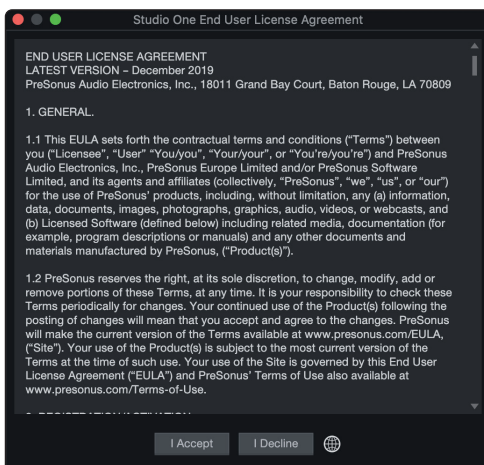 Studio One End User License Agreement
END USER LICENSE AGREEMENT
LATEST VERSION – December 2019
PreSonus Audio Electronics, Inc., 18011 Grand Bay Court, Baton Rouge, LA 70809
1. GENERAL.
1.1 This EULA sets forth the contractual terms and conditions (“Terms”) between
you (“Licensee”, “User” “You/you”, “Your/your”, or “You’re/you’re”) and PreSonus
Audio Electronics, Inc., PreSonus Europe Limited and/or PreSonus Software
Limited, and its agents and affiliates (collectively, “PreSonus”, “we”, “us”, or “our”)
for the use of PreSonus’ products, including, without limitation, any (a) information,
data, documents, images, photographs, graphics, audio, videos, or webcasts, and
(b) Licensed Software (defined below) including related media, documentation (for
example, program descriptions or manuals) and any other documents and
materials manufactured by PreSonus, (“Product(s)”).
1.2 PreSonus reserves the right, at its sole discretion, to change, modify, add or
remove portions of these Terms, at any time. It is your responsibility to check these
Terms periodically for changes. Your continued use of the Product(s) following the
posting of changes will mean that you accept and agree to the changes. PreSonus
will make the current version of the Terms available at www.presonus.com/EULA,
(“Site”). Your use of the Product(s) is subject to the most current version of the
Terms at the time of such use. Your use of the Site is governed by this End User
License Agreement (“EULA”) and PreSonus’ Terms of Use also available at
www.presonus.com/Terms-of-Use.
I Accept
I Decline